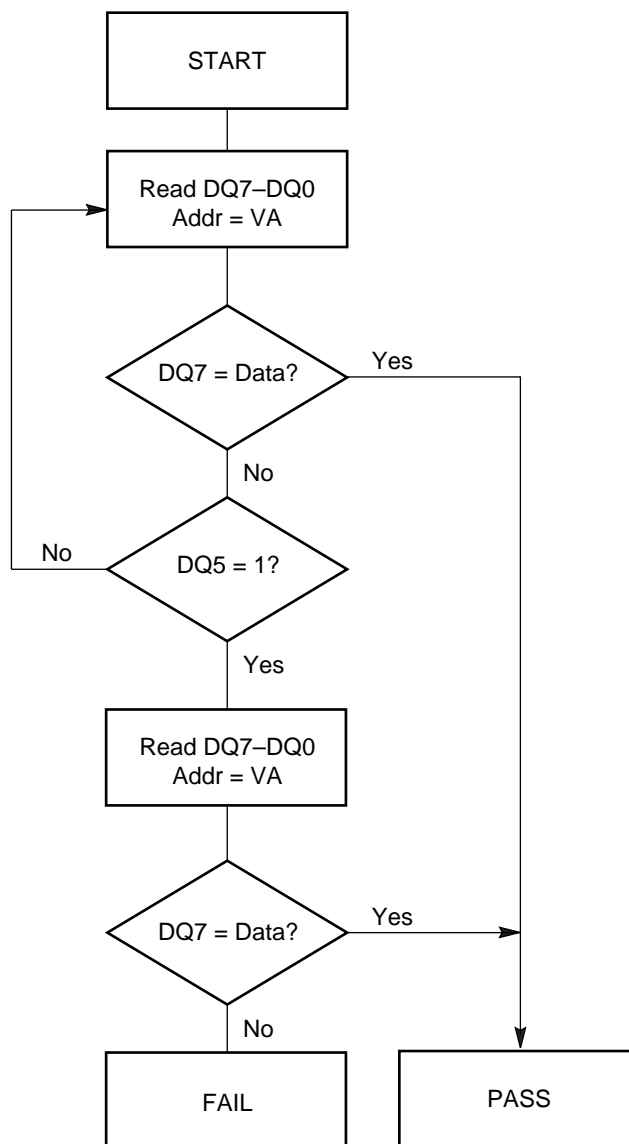 START
Read DQ7–DQ0
Addr = VA
DQ7 = Data?
Yes
No
No
DQ5 = 1?
Yes
Read DQ7–DQ0
Addr = VA
DQ7 = Data?
Yes
No
FAIL
PASS